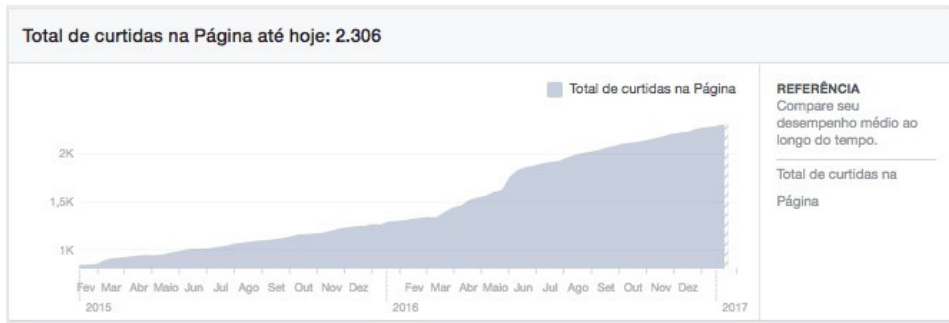 Total de curtidas na Página até hoje: 2.306
Total de curtidas na Página
REFERÊNCIA
Compare seu
desempenho médio ao
longo do tempo.
Total de curtidas na
Página
2K
1,5K
1K
Fev Mar Abr Maio Jun Jul Ago Set Out Nov Dez Fev Mar Abr Maio Jun Jul Ago Set Out Nov Dez
2015 2016 2017